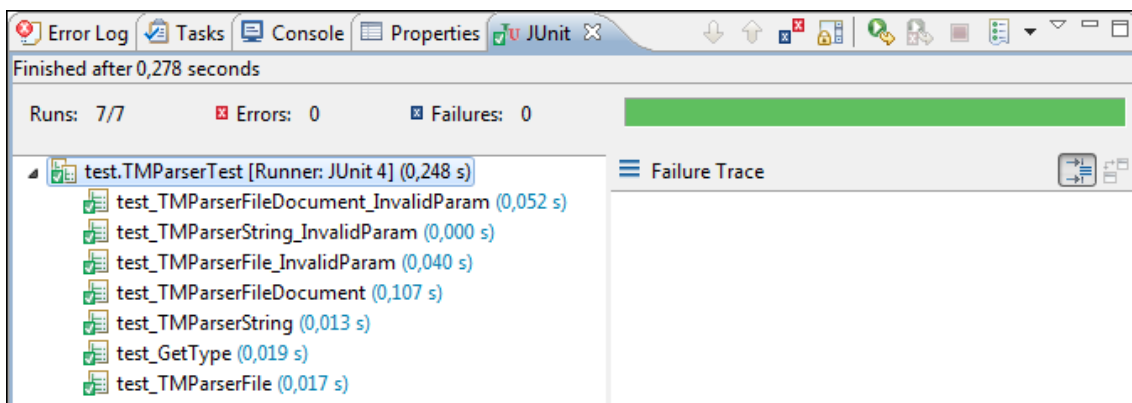 Error Log Tasks Console Properties JU JUnit
Finished after 0,278 seconds
Runs: 7/7 Errors: 0 Failures: 0
test.TMParserTest [Runner: JUnit 4] (0,248 s)
Failure Trace
test_TMParserFileDocument_InvalidParam (0,052 s)
test_TMParserString_InvalidParam (0,000 s)
test_TMParserFile_InvalidParam (0,040 s)
test_TMParserFileDocument (0,107 s)
test_TMParserString (0,013 s)
test_GetType (0,019 s)
test_TMParserFile (0,017 s)